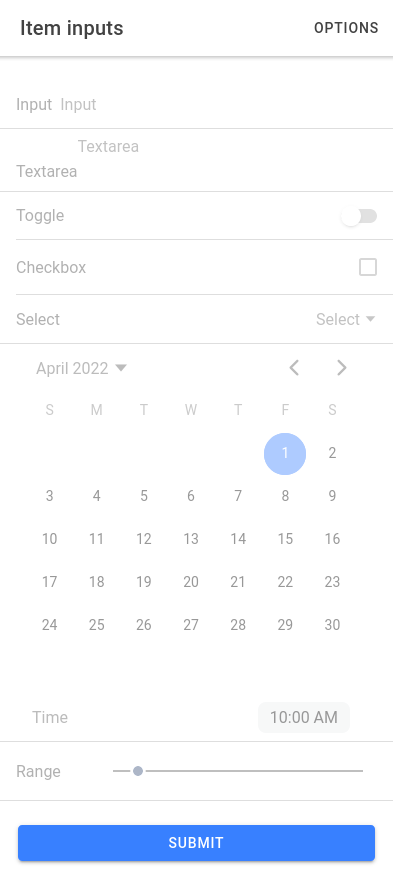 Item inputs OPTIONS
Input Input
Textarea
Textarea
Toggle
Checkbox
Select Select
April 2022
S M T W T F S
1 2
3 4 5 6 7 8 9
10 11 12 13 14 15 16
17 18 19 20 21 22 23
24 25 26 27 28 29 30
Time 10:00 AM
Range
SUBMIT